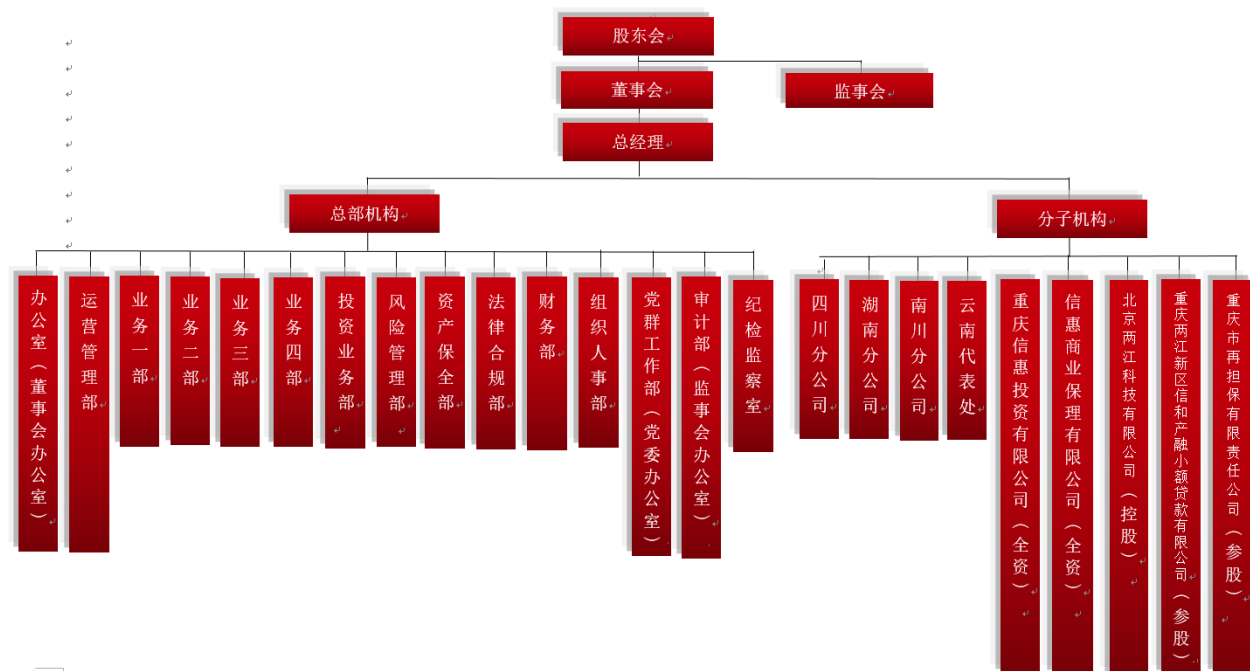 股东会
董事会
监事会
总经理
总部机构
分子机构
办公室（董事会办公室）
运营管理部
业务一部
业务二部
业务三部
业务四部
投资业务部
风险管理部
资产保全部
法律合规部
财务部
组织人事部
党群工作部（党委办公室）
审计部（监事会办公室）
纪检监察室
四川分公司
湖南分公司
南川分公司
云南代表处
重庆信惠投资有限公司（全资）
信惠商业保理有限公司（全资）
北京两江科技有限公司（控股）
重庆两江新区信和产融小额贷款有限公司（参股）
重庆市再担保有限责任公司（参股）